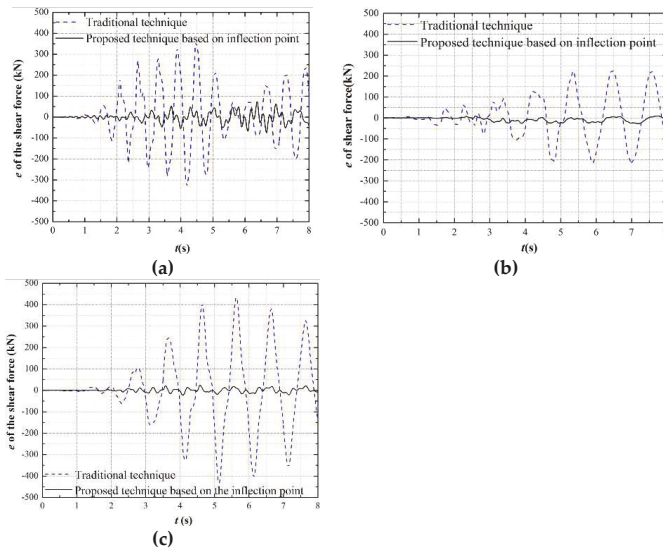 500
400
300
200
100
0
-100
-200
-300
-400
-500
e of the shear force(kN)
Traditional technique
Proposed technique based on inflection point
0 1 2 3 4 5 6 7 8
t(s)
(a)
500
400
300
200
100
0
-100
-200
-300
-400
-500
e of shear force(kN)
Traditional technique
Proposed technique based on inflection point
0 1 2 3 4 5 6 7
t(s)
(b)
500
400
300
200
100
0
-100
-200
-300
-400
-500
e of the shear force (kN)
Traditional technique
Proposed technique based on the inflection point
0 1 2 3 4 5 6 7 8
t (s)
(c)